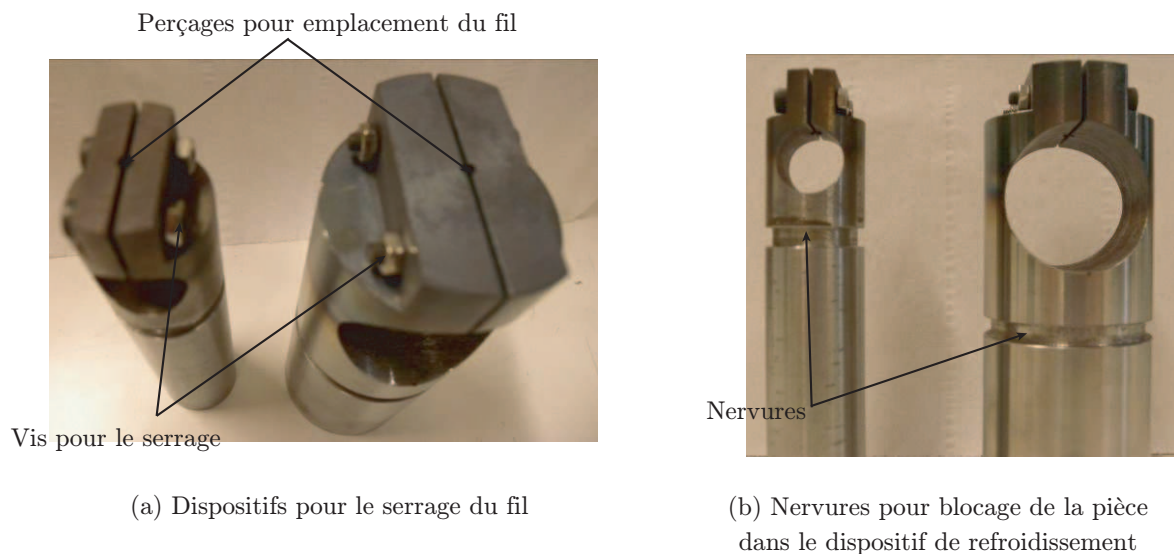 Perçages pour emplacement du fil
Vis pour le serrage
Nervures
(a) Dispositifs pour le serrage du fil
(b) Nervures pour blocage de la pièce
dans le dispositif de refroidissement